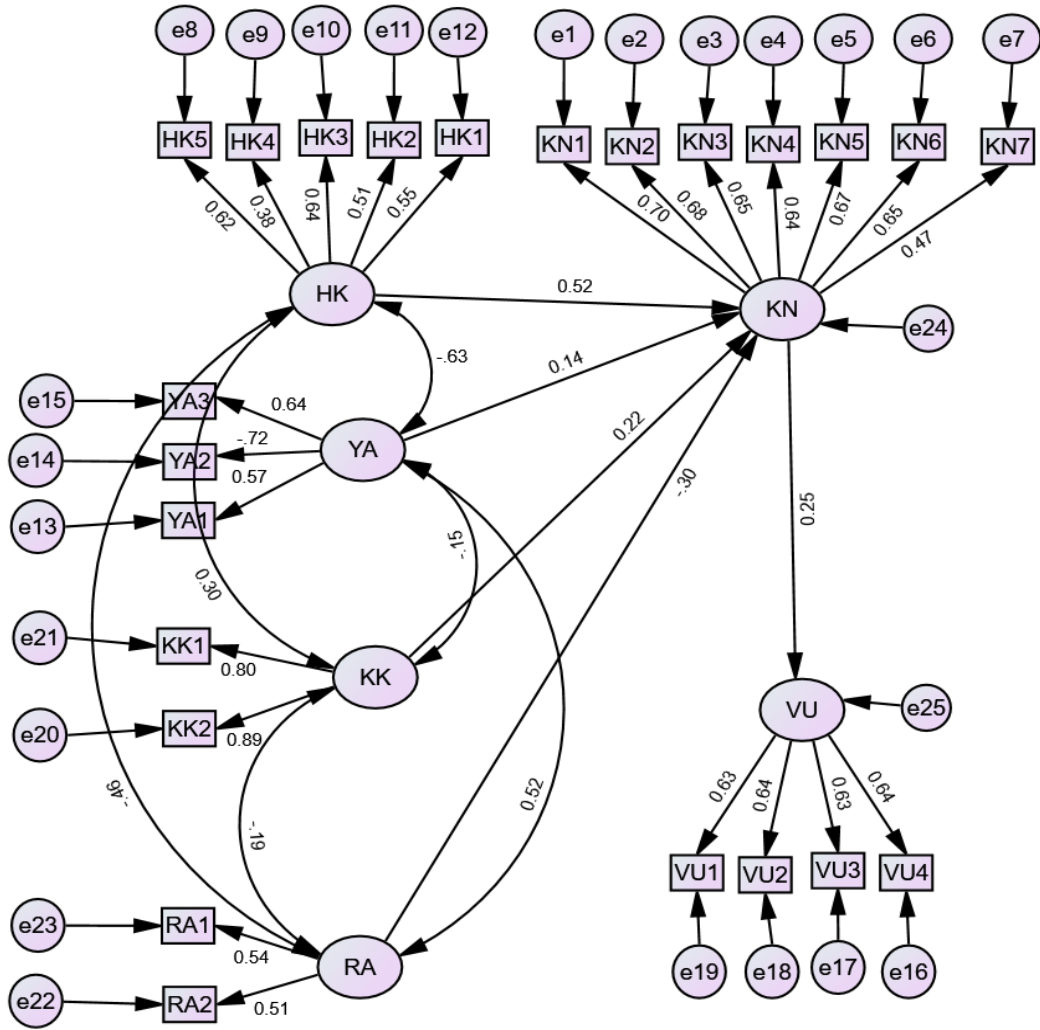 e8 e9 e10 e11 e12 e1 e2 e3 e4 e5 e6 e7
HK5 HK4 HK3 HK2 HK1 KN1 KN2 KN3 KN4 KN5 KN6 KN7
0.62 0.38 0.64 0.51 0.55 0.70 0.68 0.65 0.64 0.67 0.65 0.47
HK 0.52 KN e24
-.63 0.14
e15 YA3 0.64
e14 YA2 -.72 YA 0.22
e13 YA1 0.57 -.30 0.25
-.15
0.30
e21 KK1 0.80 KK
e20 KK2 0.89 VU e25
-.46 -.19 0.52 0.63 0.64 0.63 0.64
VU1 VU2 VU3 VU4
e23 RA1 0.54 RA e19 e18 e17 e16
e22 RA2 0.51